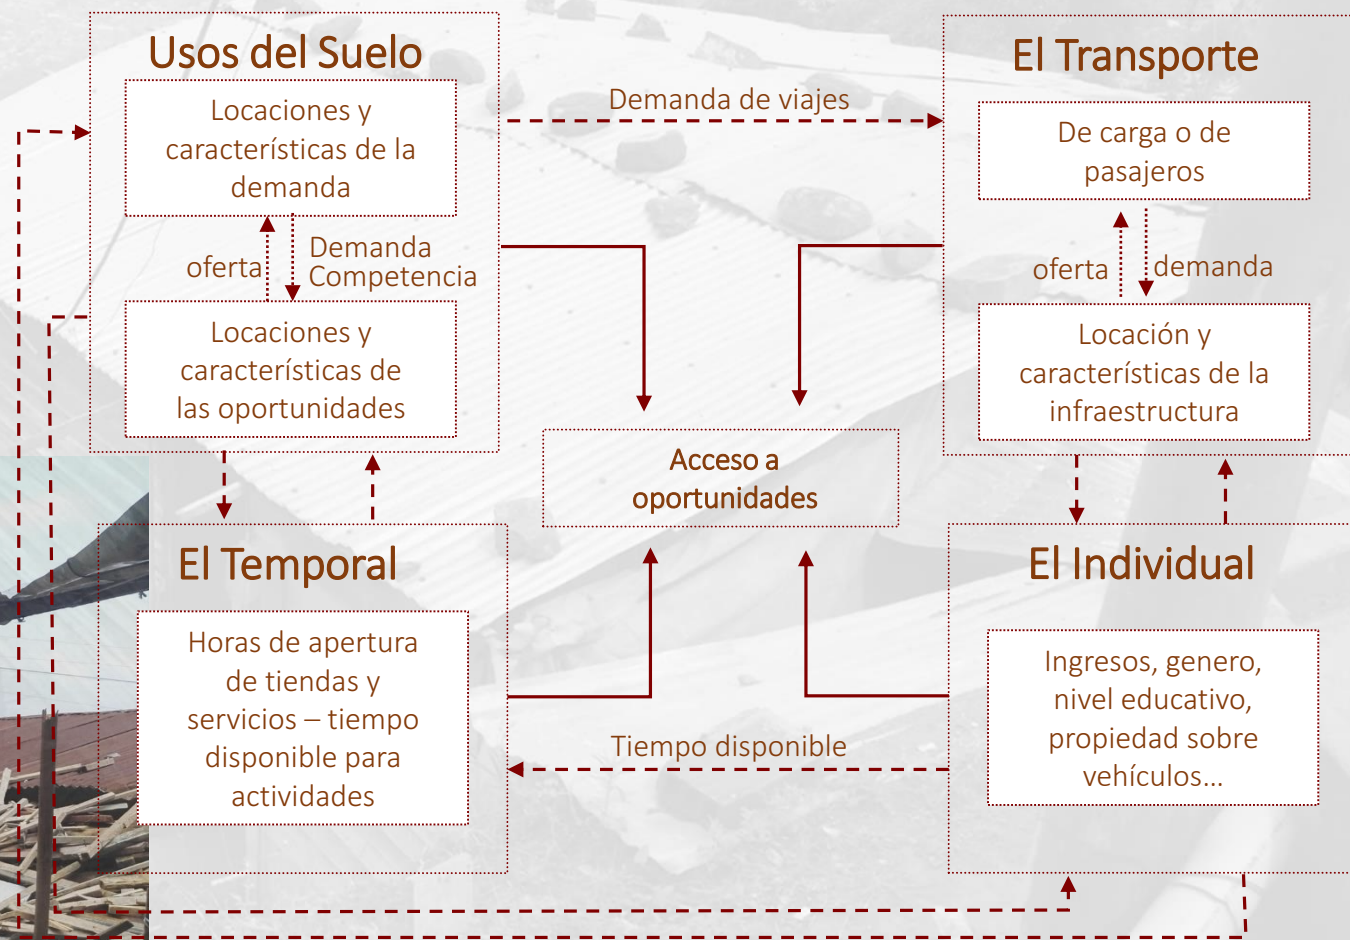 Usos del Suelo
Locaciones y
características de la
demanda
oferta
Demanda
Competencia
Locaciones y
características de
las oportunidades
Demanda de viajes
El Transporte
De carga o de
pasajeros
oferta
demanda
Locación y
características de la
infraestructura
Acceso a
oportunidades
El Temporal
Horas de apertura
de tiendas y
servicios – tiempo
disponible para
actividades
Tiempo disponible
El Individual
Ingresos, genero,
nivel educativo,
propiedad sobre
vehículos...